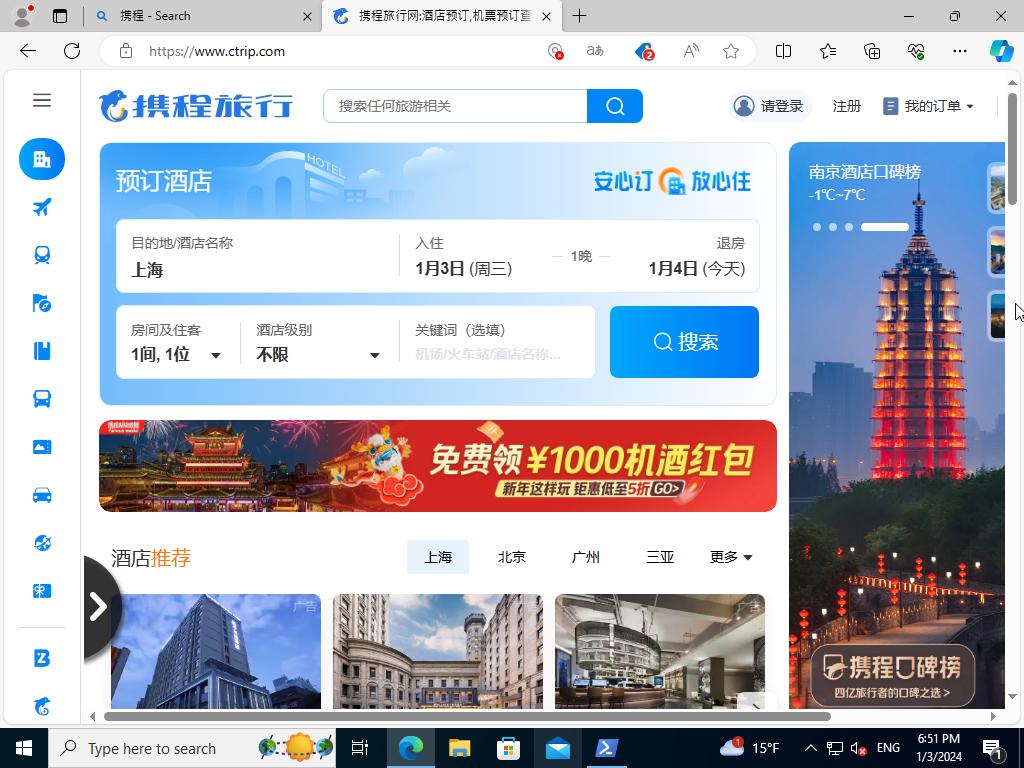 携程 - Search
携程旅行网:酒店预订,机票预订查
https://www.ctrip.com
携程旅行
搜索任何旅游相关
请登录
注册
我的订单
预订酒店
HOTEL
安心订
放心住
目的地/酒店名称
上海
入住
1月3日 (周三)
1晚
退房
1月4日 (今天)
房间及住客
1间, 1位
酒店级别
不限
关键词（选填）
机场/火车站/酒店名称...
搜索
南京酒店口碑榜
-1℃~7℃
免费领¥1000机酒红包
新年这样玩 钜惠低至5折 GO>
酒店推荐
上海
北京
广州
三亚
更多
广告
携程口碑榜
四亿旅行者的口碑之选 >
Type here to search
1
15°F
ENG
6:51 PM
1/3/2024
1